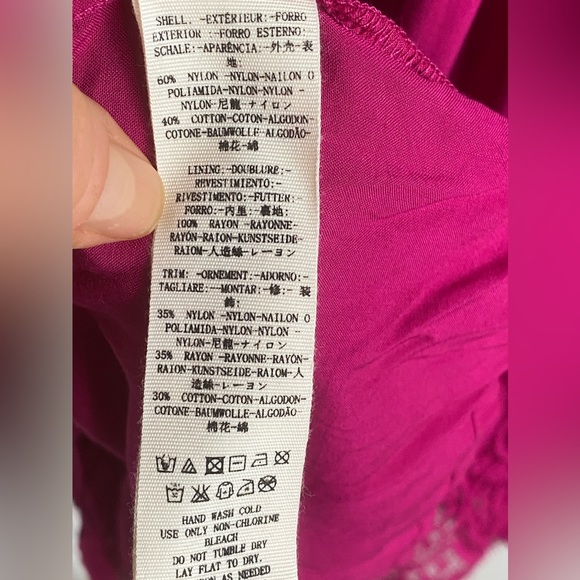 SHELL, -EXTÉRIEUR:-FORRO
EXTERIOR :-FORRO ESTERNO:
SCHALE:-APARÊNCIA:-外壳-表
地:
60% NYLON -NYLON-NAILON O
POLIAMIDA-NYLON-NYLON -
NYLON-尼龍-ナイロン
40% COTTON-COTON-ALGODON-
COTONE-BAUMWOLLE-ALGODÃO-
棉花-綿
LINING:-DOUBLURE:-
REVESTIMIENTO:-
RIVESTIMENTO:-FUTTER:-
FORRO:-内里:-裏地:
100% RAYON -RAYONNE-
RAYÓN-RAION-KUNSTSEIDE-
RAIOM-人造絲-レーヨン
TRIM: -ORNEMENT:-ADORNO:-
TAGLIARE:--MONTAR:-修:- 装
飾:
35% NYLON -NYLON-NAILON O
POLIAMIDA-NYLON-NYLON -
NYLON-尼龍-ナイロン
35% RAYON -RAYONNE-RAYÓN-
RAION-KUNSTSEIDE-RAIOM-人
造絲-レーヨン
30% COTTON-COTON-ALGODON-
COTONE-BAUMWOLLE-ALGODÃO
棉花-綿
HAND WASH COLD
USE ONLY NON-CHLORINE
BLEACH
DO NOT TUMBLE DRY
LAY FLAT TO DRY.
IRON AS NEEDED